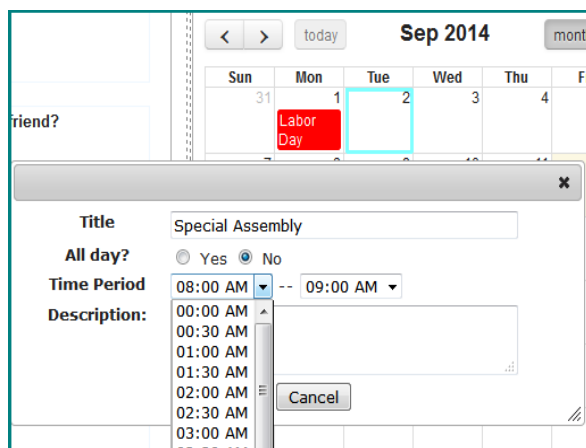 today
Sep 2014
mont
Sun Mon Tue Wed Thu F
31 1 2 3 4
Labor
Day
friend?
Title Special Assembly
All day? Yes No
Time Period 08:00 AM -- 09:00 AM
Description:
00:00 AM
00:30 AM
01:00 AM
01:30 AM
02:00 AM
02:30 AM
03:00 AM
Cancel